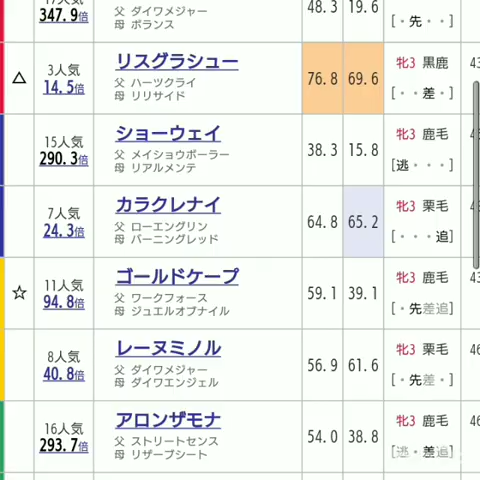 17人気
347.9倍
父 ダイワメジャー
母 ボランス
48.3 19.6
[・先・・]
△
3人気
14.5倍
リスグラシュー
父 ハーツクライ
母 リリサイド
76.8 69.6
牝3 黒鹿
[・・差・]
15人気
290.3倍
ショーウェイ
父 メイショウボーラー
母 リアルメンテ
38.3 15.8
牝3 鹿毛
[逃・・・]
7人気
24.3倍
カラクレナイ
父 ローエングリン
母 バーニングレッド
64.8 65.2
牝3 栗毛
[・・・追]
☆
11人気
94.8倍
ゴールドケープ
父 ワークフォース
母 ジュエルオブナイル
59.1 39.1
牝3 鹿毛
[・先差追]
8人気
40.8倍
レーヌミノル
父 ダイワメジャー
母 ダイワエンジェル
56.9 61.6
牝3 栗毛
[・先差・]
16人気
293.7倍
アロンザモナ
父 ストリートセンス
母 リザーブシート
54.0 38.8
牝3 鹿毛
[逃・差追]